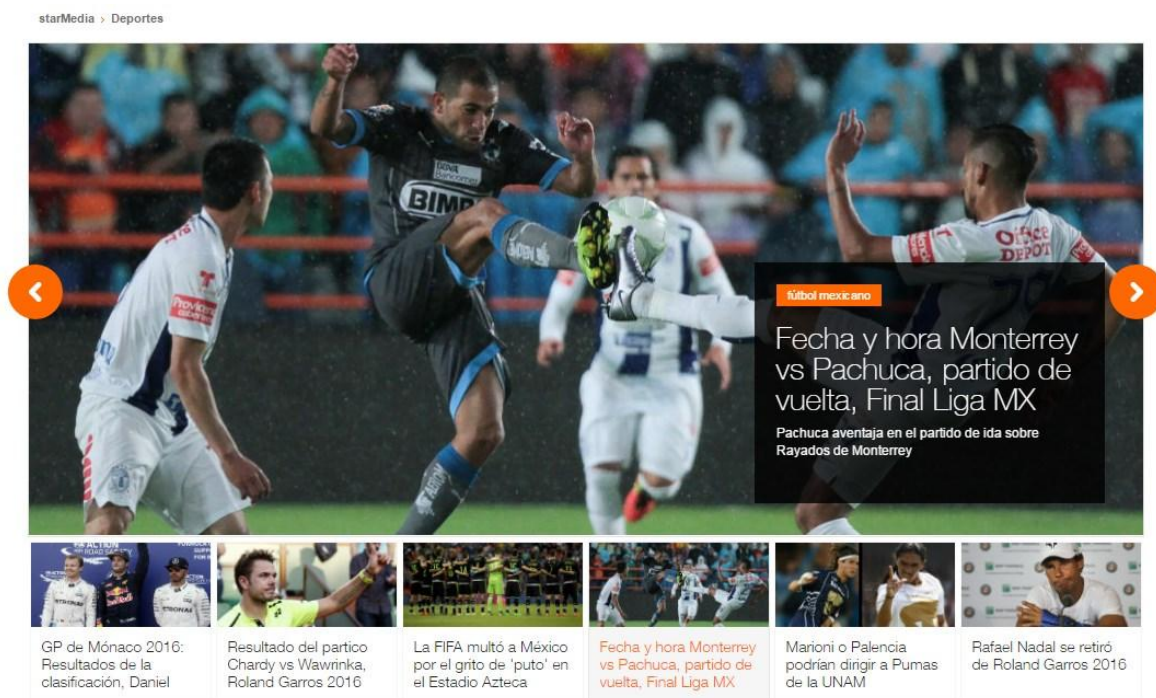 starMedia > Deportes
BBVA
Bancomer
Office
DEPOT
fútbol mexicano
Fecha y hora Monterrey
vs Pachuca, partido de
vuelta, Final Liga MX
Pachuca aventaja en el partido de ida sobre
Rayados de Monterrey
GP de Mónaco 2016:
Resultados de la
clasificación, Daniel
Resultado del partico
Chardy vs Wawrinka,
Roland Garros 2016
La FIFA multó a México
por el grito de 'puto' en
el Estadio Azteca
Fecha y hora Monterrey
vs Pachuca, partido de
vuelta, Final Liga MX
Marioni o Palencia
podrían dirigir a Pumas
de la UNAM
Rafael Nadal se retiró
de Roland Garros 2016